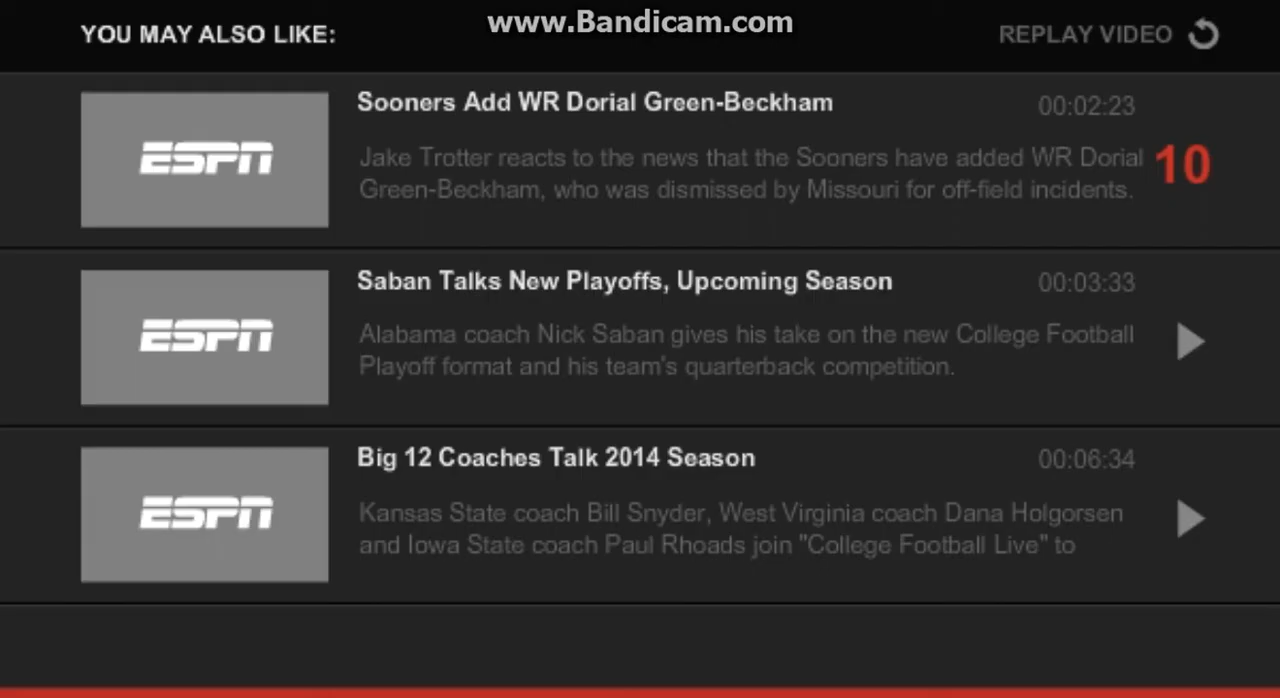 www.Bandicam.com
YOU MAY ALSO LIKE:
REPLAY VIDEO
ESPN
Sooners Add WR Dorial Green-Beckham
00:02:23
Jake Trotter reacts to the news that the Sooners have added WR Dorial
Green-Beckham, who was dismissed by Missouri for off-field incidents.
10
ESPN
Saban Talks New Playoffs, Upcoming Season
00:03:33
Alabama coach Nick Saban gives his take on the new College Football
Playoff format and his team's quarterback competition.
ESPN
Big 12 Coaches Talk 2014 Season
00:06:34
Kansas State coach Bill Snyder, West Virginia coach Dana Holgorsen
and Iowa State coach Paul Rhoads join "College Football Live" to